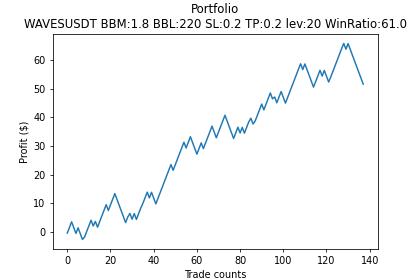 Portfolio
WAVESUSDT BBM:1.8 BBL:220 SL:0.2 TP:0.2 lev:20 WinRatio:61.0
60
50
40
30
20
10
0
Profit ($)
0 20 40 60 80 100 120 140
Trade counts